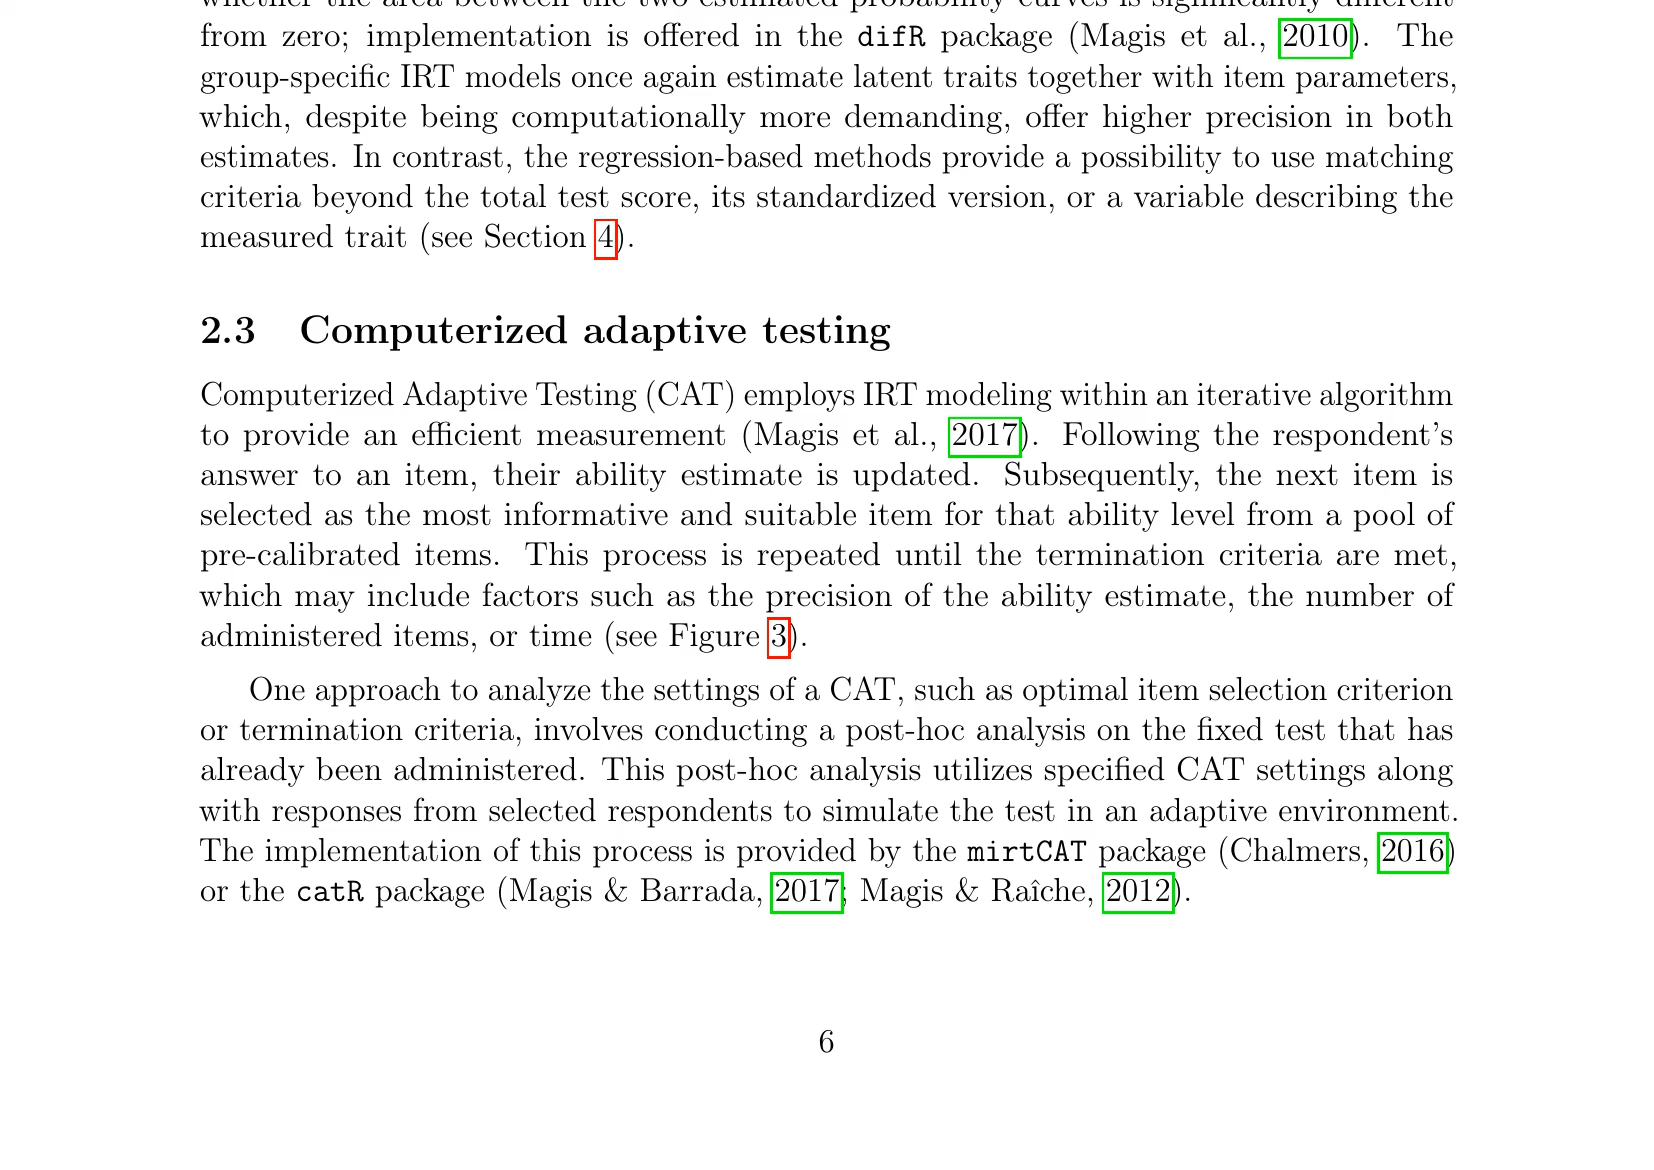 whether the area between the two estimated probability curves is significantly different
from zero; implementation is offered in the difR package (Magis et al., 2010). The
group-specific IRT models once again estimate latent traits together with item parameters,
which, despite being computationally more demanding, offer higher precision in both
estimates. In contrast, the regression-based methods provide a possibility to use matching
criteria beyond the total test score, its standardized version, or a variable describing the
measured trait (see Section 4).
2.3 Computerized adaptive testing
Computerized Adaptive Testing (CAT) employs IRT modeling within an iterative algorithm
to provide an efficient measurement (Magis et al., 2017). Following the respondent's
answer to an item, their ability estimate is updated. Subsequently, the next item is
selected as the most informative and suitable item for that ability level from a pool of
pre-calibrated items. This process is repeated until the termination criteria are met,
which may include factors such as the precision of the ability estimate, the number of
administered items, or time (see Figure 3).
One approach to analyze the settings of a CAT, such as optimal item selection criterion
or termination criteria, involves conducting a post-hoc analysis on the fixed test that has
already been administered. This post-hoc analysis utilizes specified CAT settings along
with responses from selected respondents to simulate the test in an adaptive environment.
The implementation of this process is provided by the mirtCAT package (Chalmers, 2016)
or the catR package (Magis & Barrada, 2017; Magis & Raîche, 2012).
6